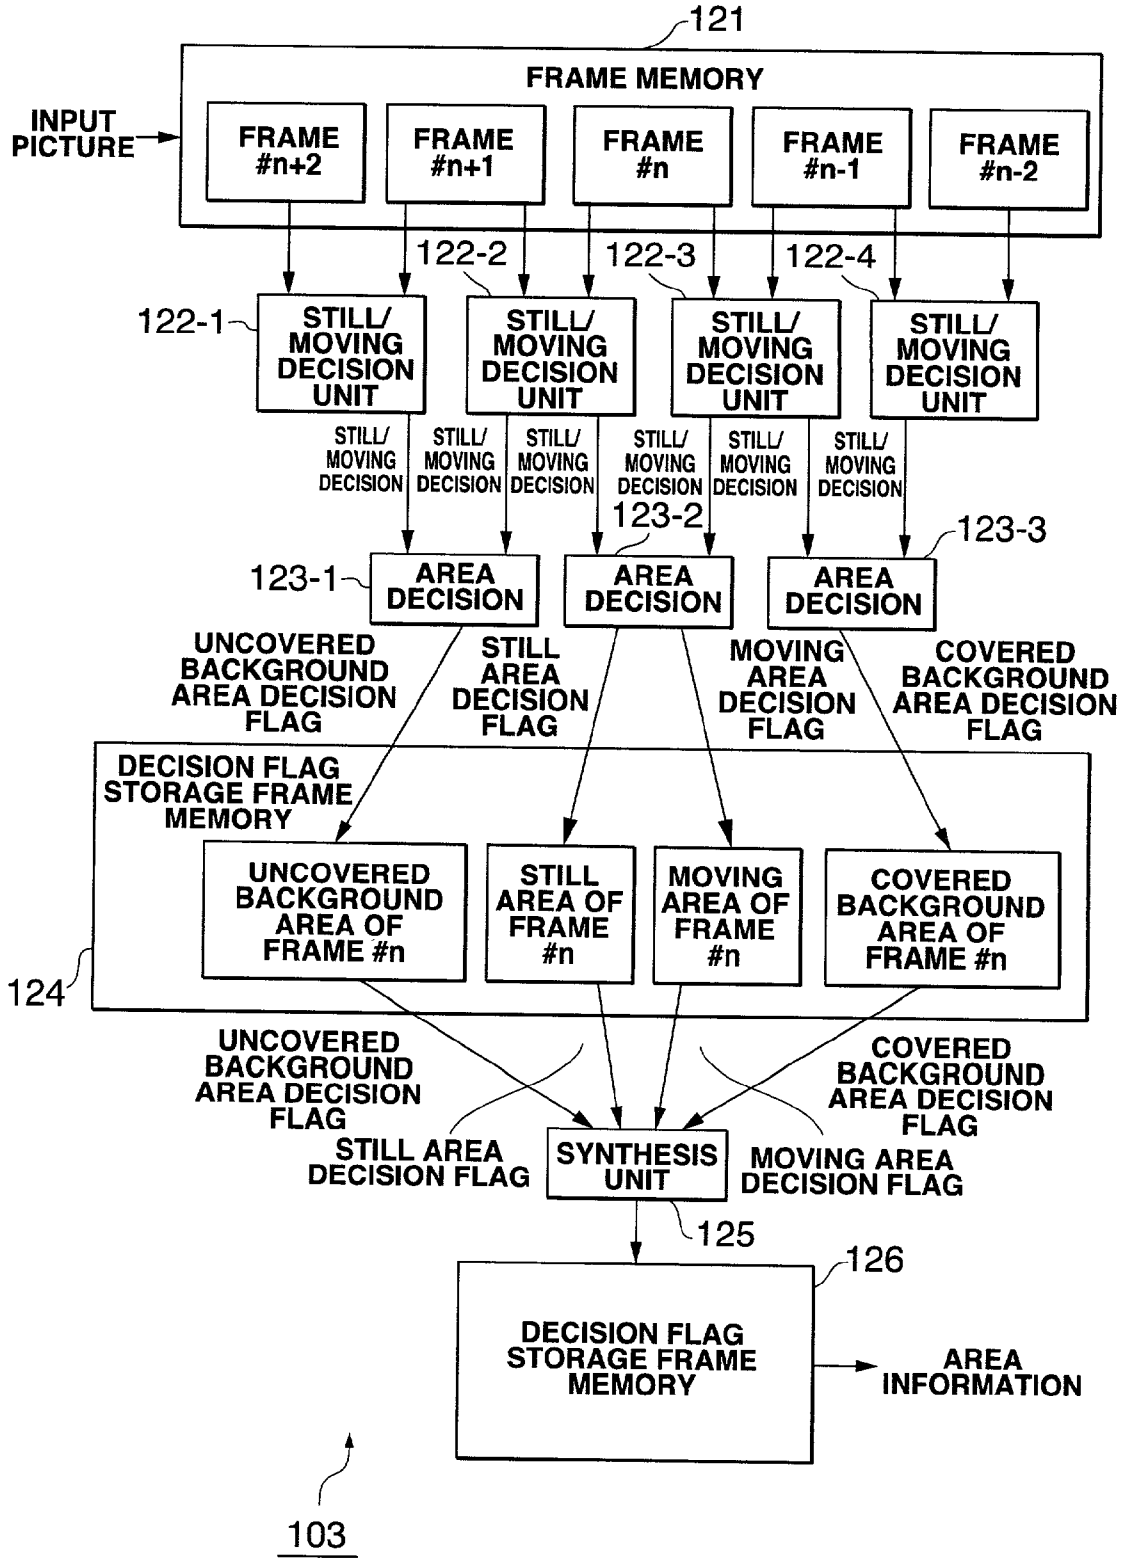 121
FRAME MEMORY
INPUT
PICTURE
FRAME
#n+2
FRAME
#n+1
FRAME
#n
FRAME
#n-1
FRAME
#n-2
122-1
122-2
122-3
122-4
STILL/
MOVING
DECISION
UNIT
STILL/
MOVING
DECISION
UNIT
STILL/
MOVING
DECISION
UNIT
STILL/
MOVING
DECISION
UNIT
STILL/
MOVING
DECISION
STILL/
MOVING
DECISION
STILL/
MOVING
DECISION
STILL/
MOVING
DECISION
STILL/
MOVING
DECISION
STILL/
MOVING
DECISION
123-1
123-2
123-3
AREA
DECISION
AREA
DECISION
AREA
DECISION
UNCOVERED
BACKGROUND
AREA DECISION
FLAG
STILL
AREA
DECISION
FLAG
MOVING
AREA
DECISION
FLAG
COVERED
BACKGROUND
AREA DECISION
FLAG
DECISION FLAG
STORAGE FRAME
MEMORY
UNCOVERED
BACKGROUND
AREA OF
FRAME #n
STILL
AREA OF
FRAME
#n
MOVING
AREA OF
FRAME
#n
COVERED
BACKGROUND
AREA OF
FRAME #n
124
UNCOVERED
BACKGROUND
AREA DECISION
FLAG
STILL AREA
DECISION FLAG
COVERED
BACKGROUND
AREA DECISION
FLAG
MOVING AREA
DECISION FLAG
SYNTHESIS
UNIT
125
126
DECISION FLAG
STORAGE FRAME
MEMORY
AREA
INFORMATION
103